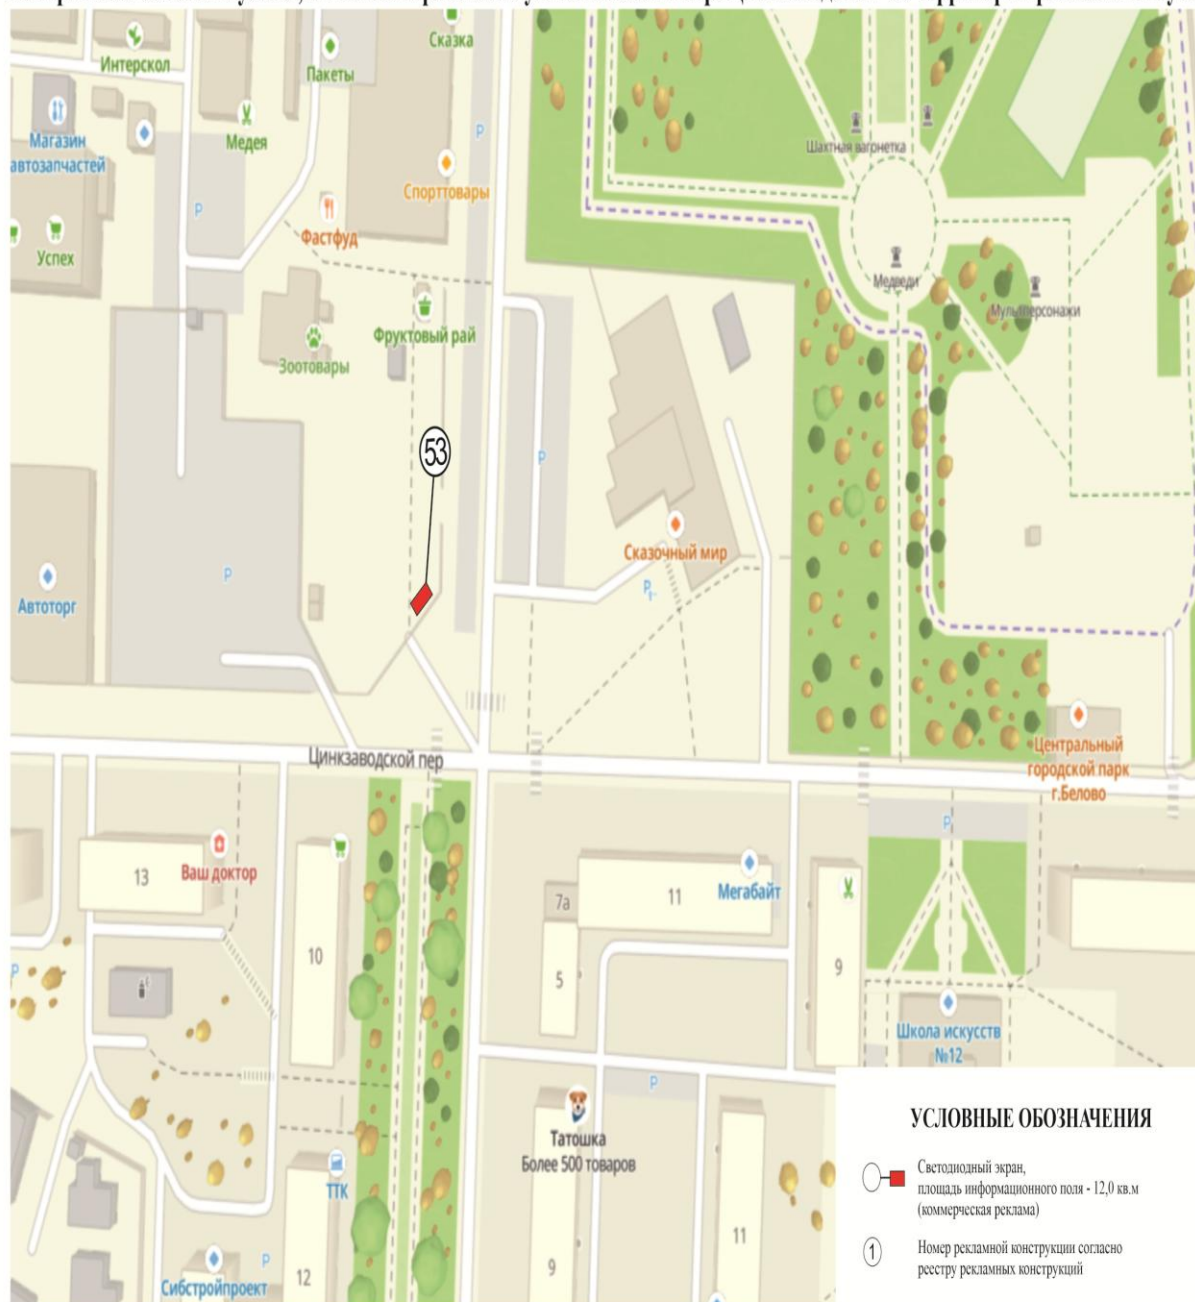 Сказка
Интерскол
Пакеты
P
Магазин
автозапчастей
Медея
Шахтная вагонетка
Спорттовары
P
Фастфуд
Успех
Медведи
Мультперсонажи
Фруктовый рай
Зоотовары
53
P
Сказочный мир
P
P
Автоторг
Центральный
городской парк
г.Белово
Цинкзаводской пер
P
Ваш доктор
13
Мегабайт
11
7а
10
9
5
P
Школа искусств
№12
P
Татошка
Более 500 товаров
ТТК
11
9
12
P
Сибстройпроект
УСЛОВНЫЕ ОБОЗНАЧЕНИЯ
Светодиодный экран,
площадь информационного поля - 12,0 кв.м
(коммерческая реклама)
1
Номер рекламной конструкции согласно
реестру рекламных конструкций